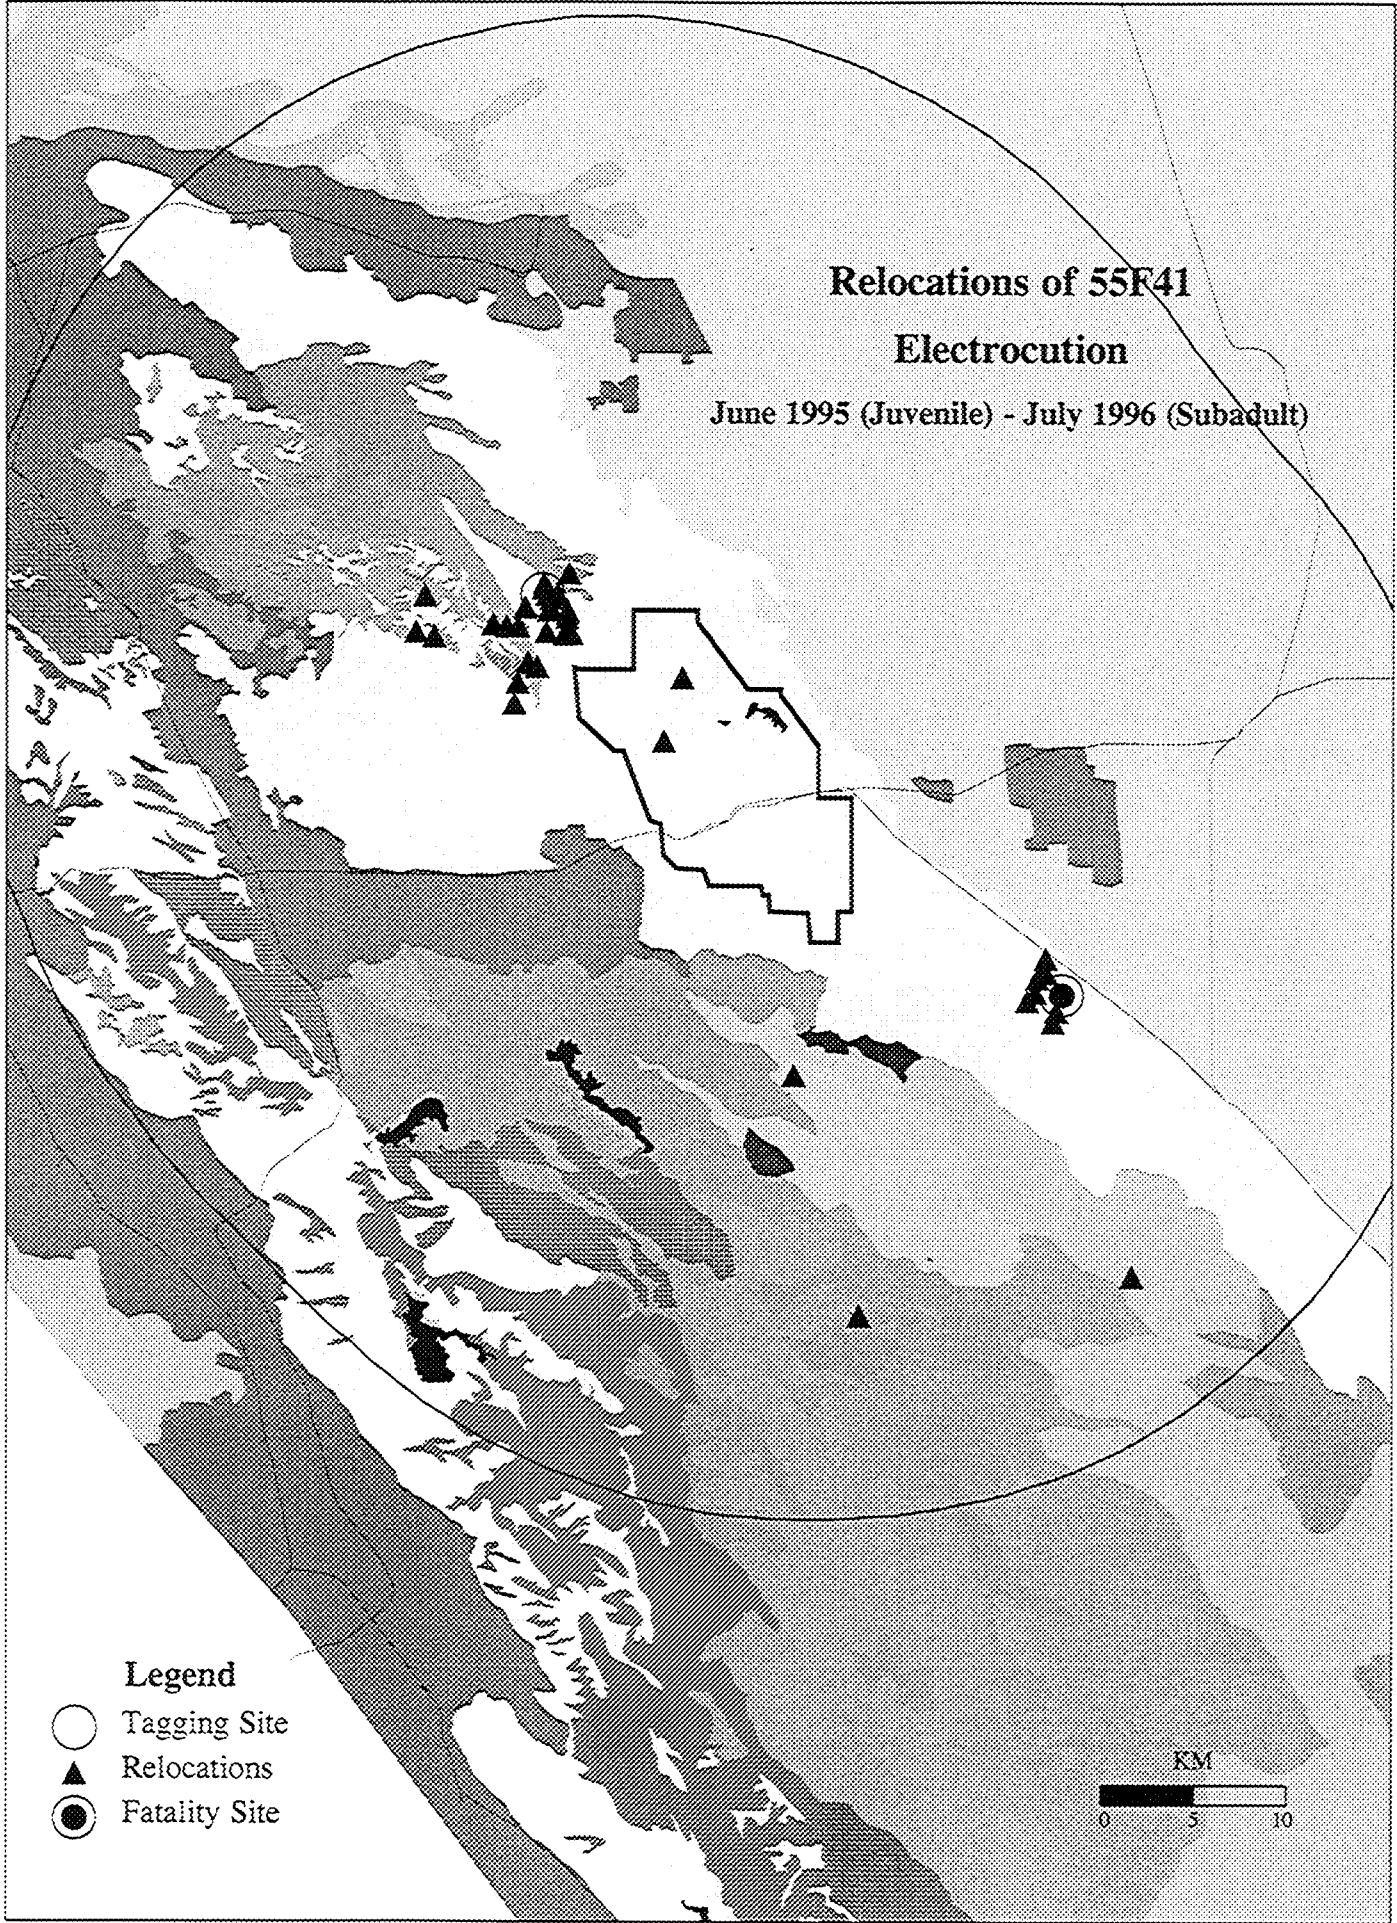 Relocations of 55F41
Electrocution
June 1995 (Juvenile) - July 1996 (Subadult)
Legend
Tagging Site
Relocations
Fatality Site
KM
0 5 10